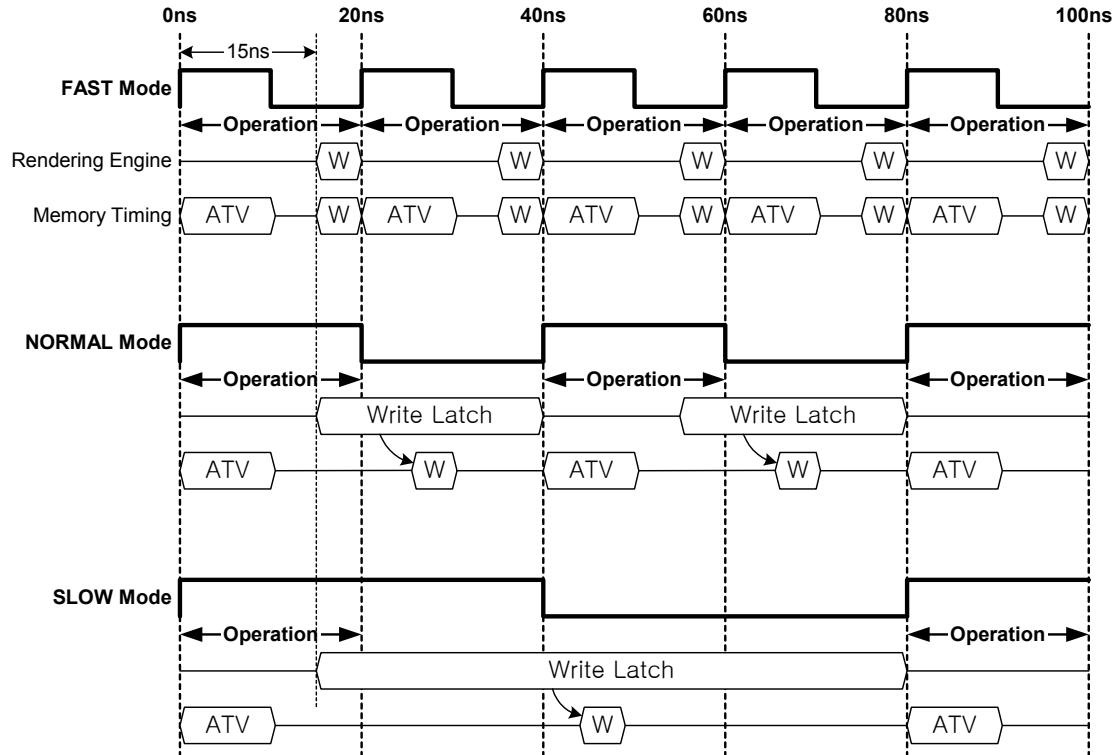 0ns 20ns 40ns 60ns 80ns 100ns
15ns
FAST Mode
Operation Operation Operation Operation Operation
Rendering Engine W W W W W
Memory Timing ATV W ATV W ATV W ATV W ATV W
NORMAL Mode
Operation Operation Operation
Write Latch Write Latch
ATV W ATV W ATV
SLOW Mode
Operation Operation
Write Latch
ATV W ATV